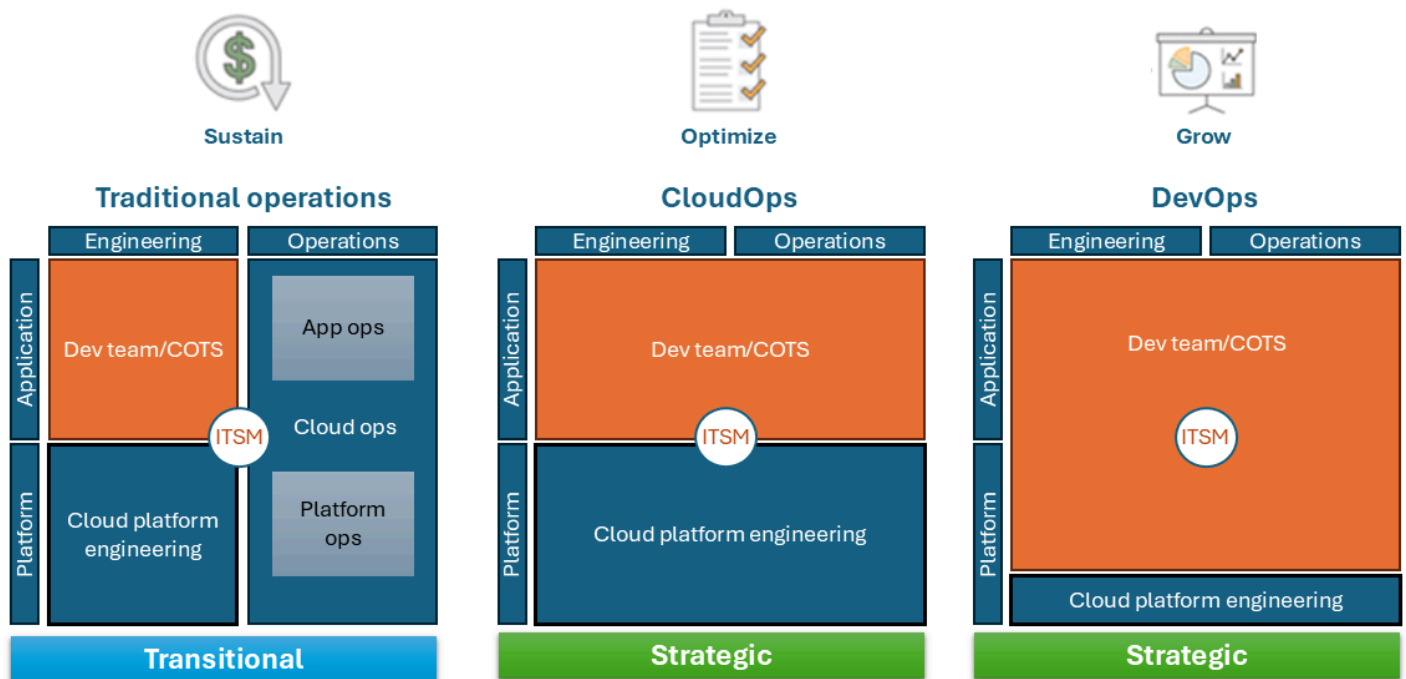 Sustain
Optimize
Grow
Traditional operations
Engineering
Operations
Application
Platform
Dev team/COTS
App ops
ITSM
Cloud ops
Cloud platform
engineering
Platform
ops
Transitional
CloudOps
Engineering
Operations
Application
Platform
Dev team/COTS
ITSM
Cloud platform engineering
Strategic
DevOps
Engineering
Operations
Application
Platform
Dev team/COTS
ITSM
Cloud platform engineering
Strategic